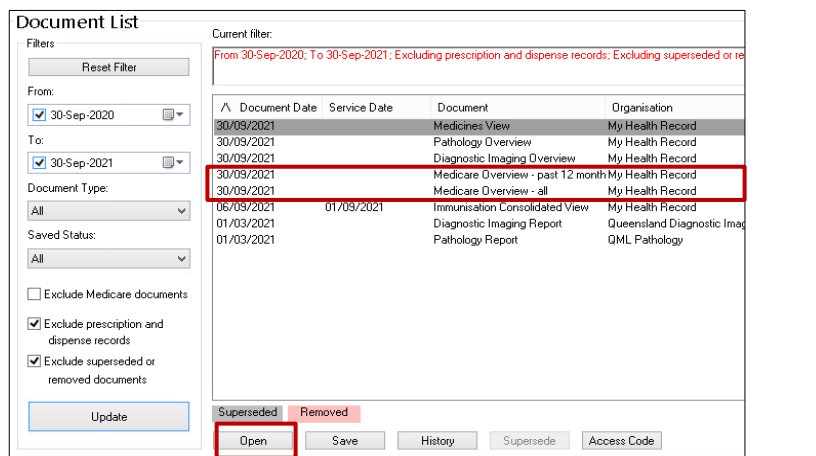 Document List
Filters
Reset Filter
From:
30-Sep-2020
To:
30-Sep-2021
Document Type:
All
Saved Status:
All
Exclude Medicare documents
Exclude prescription and
dispense records
Exclude superseded or
removed documents
Update
Current filter:
From 30-Sep-2020; To 30-Sep-2021; Excluding prescription and dispense records; Excluding superseded or re
Document Date Service Date Document Organisation
30/09/2021 Medicines View My Health Record
30/09/2021 Pathology Overview My Health Record
30/09/2021 Diagnostic Imaging Overview My Health Record
30/09/2021 Medicare Overview - past 12 month My Health Record
30/09/2021 Medicare Overview - all My Health Record
06/09/2021 01/09/2021 Immunisation Consolidated View My Health Record
01/03/2021 Diagnostic Imaging Report Queensland Diagnostic Imag
01/03/2021 Pathology Report QML Pathology
Superseded Removed
Open Save History Supersede Access Code